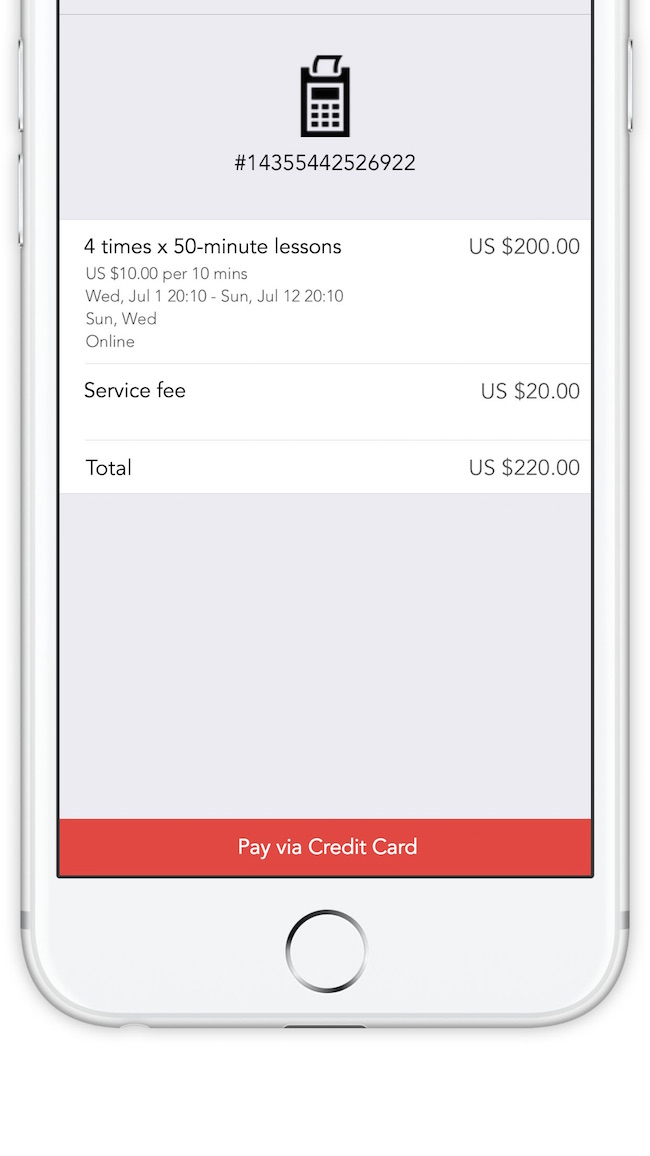 #14355442526922
4 times x 50-minute lessons US $200.00
US $10.00 per 10 mins
Wed, Jul 1 20:10 - Sun, Jul 12 20:10
Sun, Wed
Online
Service fee US $20.00
Total US $220.00
Pay via Credit Card